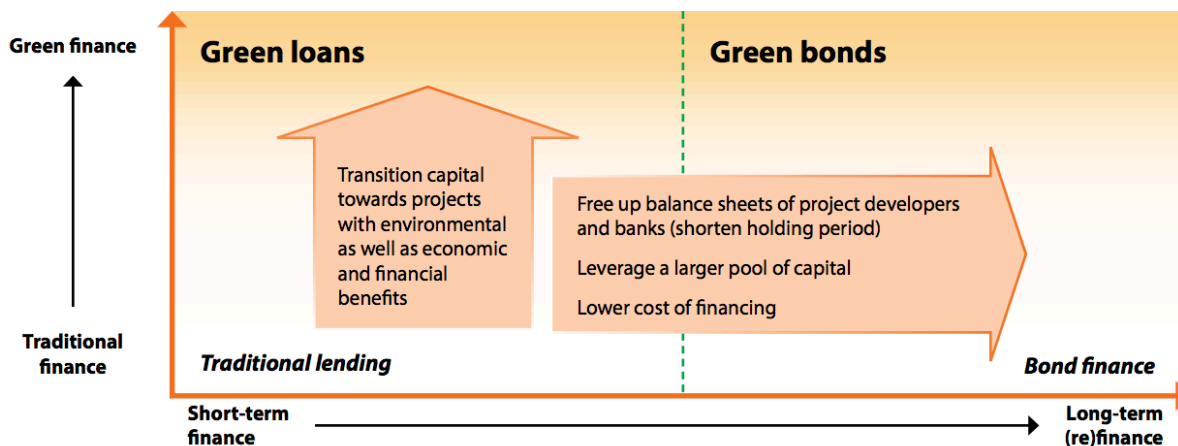 Green finance
Traditional
finance
Green loans
Green bonds
Transition capital
towards projects
with environmental
as well as economic
and financial
benefits
Free up balance sheets of project developers
and banks (shorten holding period)
Leverage a larger pool of capital
Lower cost of financing
Traditional lending
Bond finance
Short-term
finance
Long-term
(re)finance